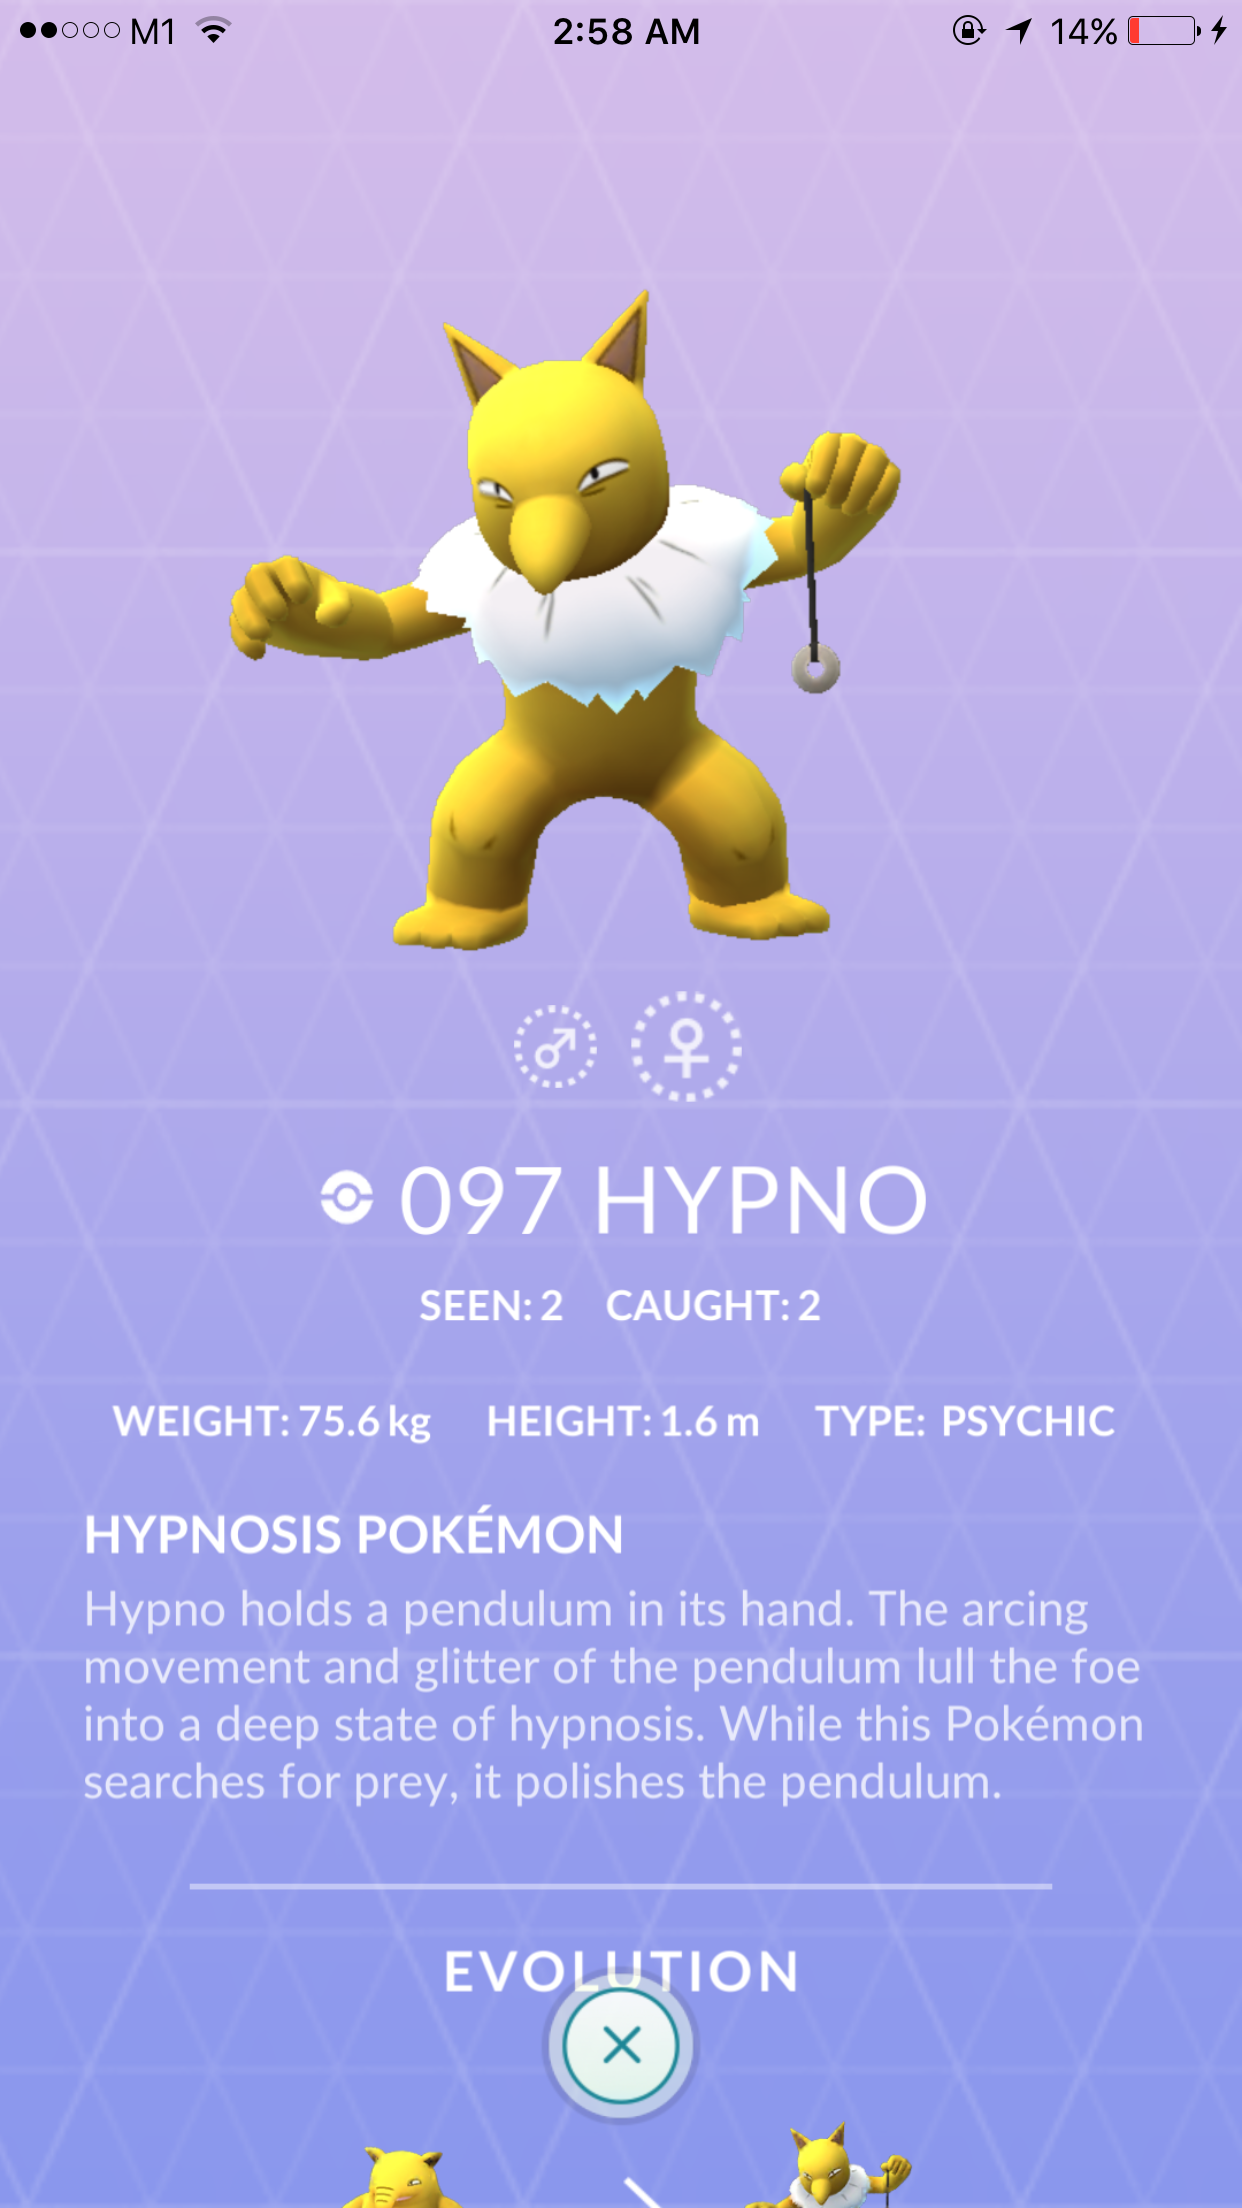 M1 2:58 AM 14%
097 HYPNO
SEEN: 2 CAUGHT: 2
WEIGHT: 75.6 kg HEIGHT: 1.6 m TYPE: PSYCHIC
HYPNOSIS POKÉMON
Hypno holds a pendulum in its hand. The arcing
movement and glitter of the pendulum lull the foe
into a deep state of hypnosis. While this Pokémon
searches for prey, it polishes the pendulum.
EVOLUTION